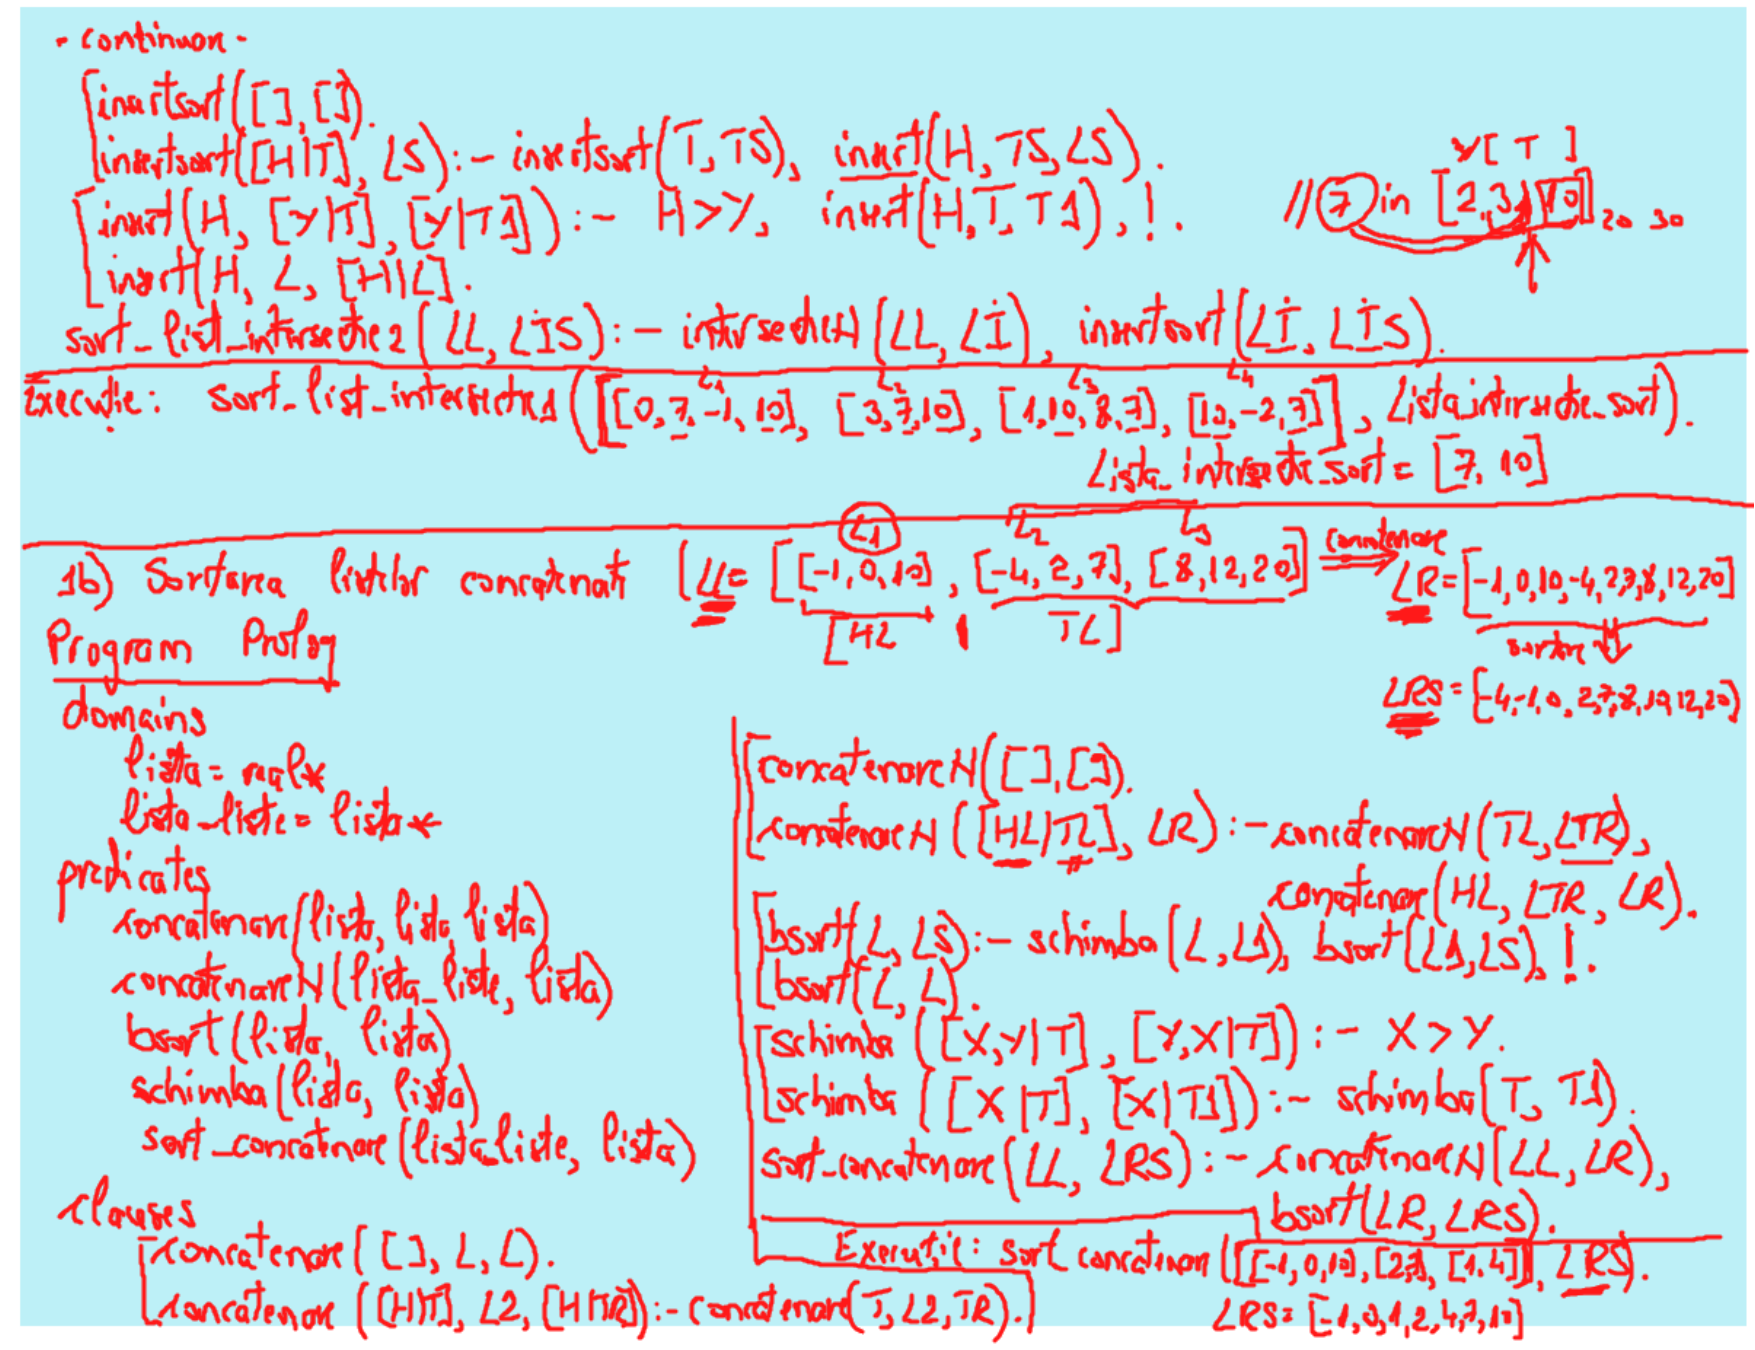 - continuare -
insertsort([], []).
insertsort([H|T], LS):- insertsort(T, TS), insert(H, TS, LS).
insert(H, [Y|T], [Y|T1]):- H>Y, insert(H, T, T1), !.
insert(H, L, [H|L].
Y[ T ]
// 7 in [2,3, 10] 20 30
sort_list_intersectie2(LL, LIS):- intersectieN(LL, LI), insertsort(LI, LIS).
L1 L2 L3 L4
Execuție: sort_list_intersectie1([[0,7,-1,10], [3,7,10], [1,10,8,7], [10,-2,7]], Lista_intersectie_sort).
Lista_intersectie_sort = [7, 10]
L1 L2 L3
1b) Sortarea listelor concatenate (LL= [[-1,0,10], [-4,2,7], [8,12,20]] concatenare LR=[-1,0,10,-4,2,7,8,12,20]
[HL | TL]
sortare
LRS=[-4,-1,0,2,7,8,10,12,20)
Program Prolog
domains
lista=real*
lista_liste=lista*
predicates
concatenare(lista, lista, lista)
concatenareN(lista_liste, lista)
bsort(lista, lista)
schimba(lista, lista)
sort_concatenare(lista_liste, lista)
clauses
concatenare([], L, L).
concatenare([H|T], L2, [H|TR]):- concatenare(T, L2, TR).
concatenareN([], []).
concatenareN([HL|TL], LR):- concatenareN(TL, LTR),
concatenare(HL, LTR, LR).
bsort(L, LS):- schimba(L, L1), bsort(L1, LS), !.
bsort(L, L).
schimba([X,Y|T], [Y,X|T]):- X>Y.
schimba([X|T], [X|T1]):- schimba(T, T1).
sort_concatenare(LL, LRS):- concatenareN(LL, LR),
bsort(LR, LRS).
Execuție: sort concatenare([[-1,0,10], [2,7], [1,4]], LRS).
LRS=[-1,0,1,2,4,7,10]